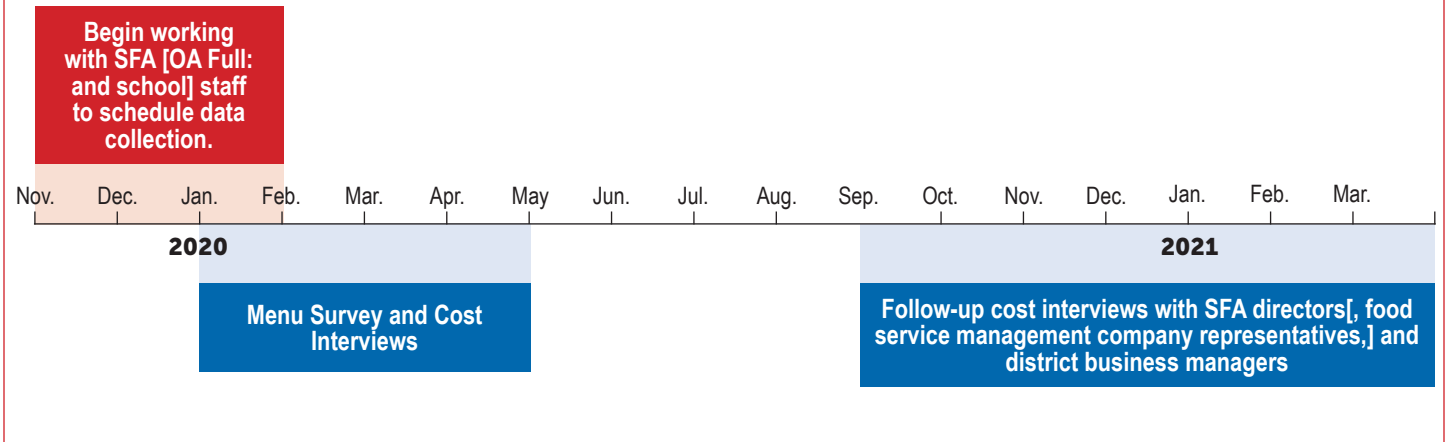 Begin working
with SFA [OA Full:
and school] staff
to schedule data
collection.
Nov. Dec. Jan. Feb. Mar. Apr. May Jun. Jul. Aug. Sep. Oct. Nov. Dec. Jan. Feb. Mar.
2020 2021
Menu Survey and Cost
Interviews
Follow-up cost interviews with SFA directors[, food
service management company representatives,] and
district business managers